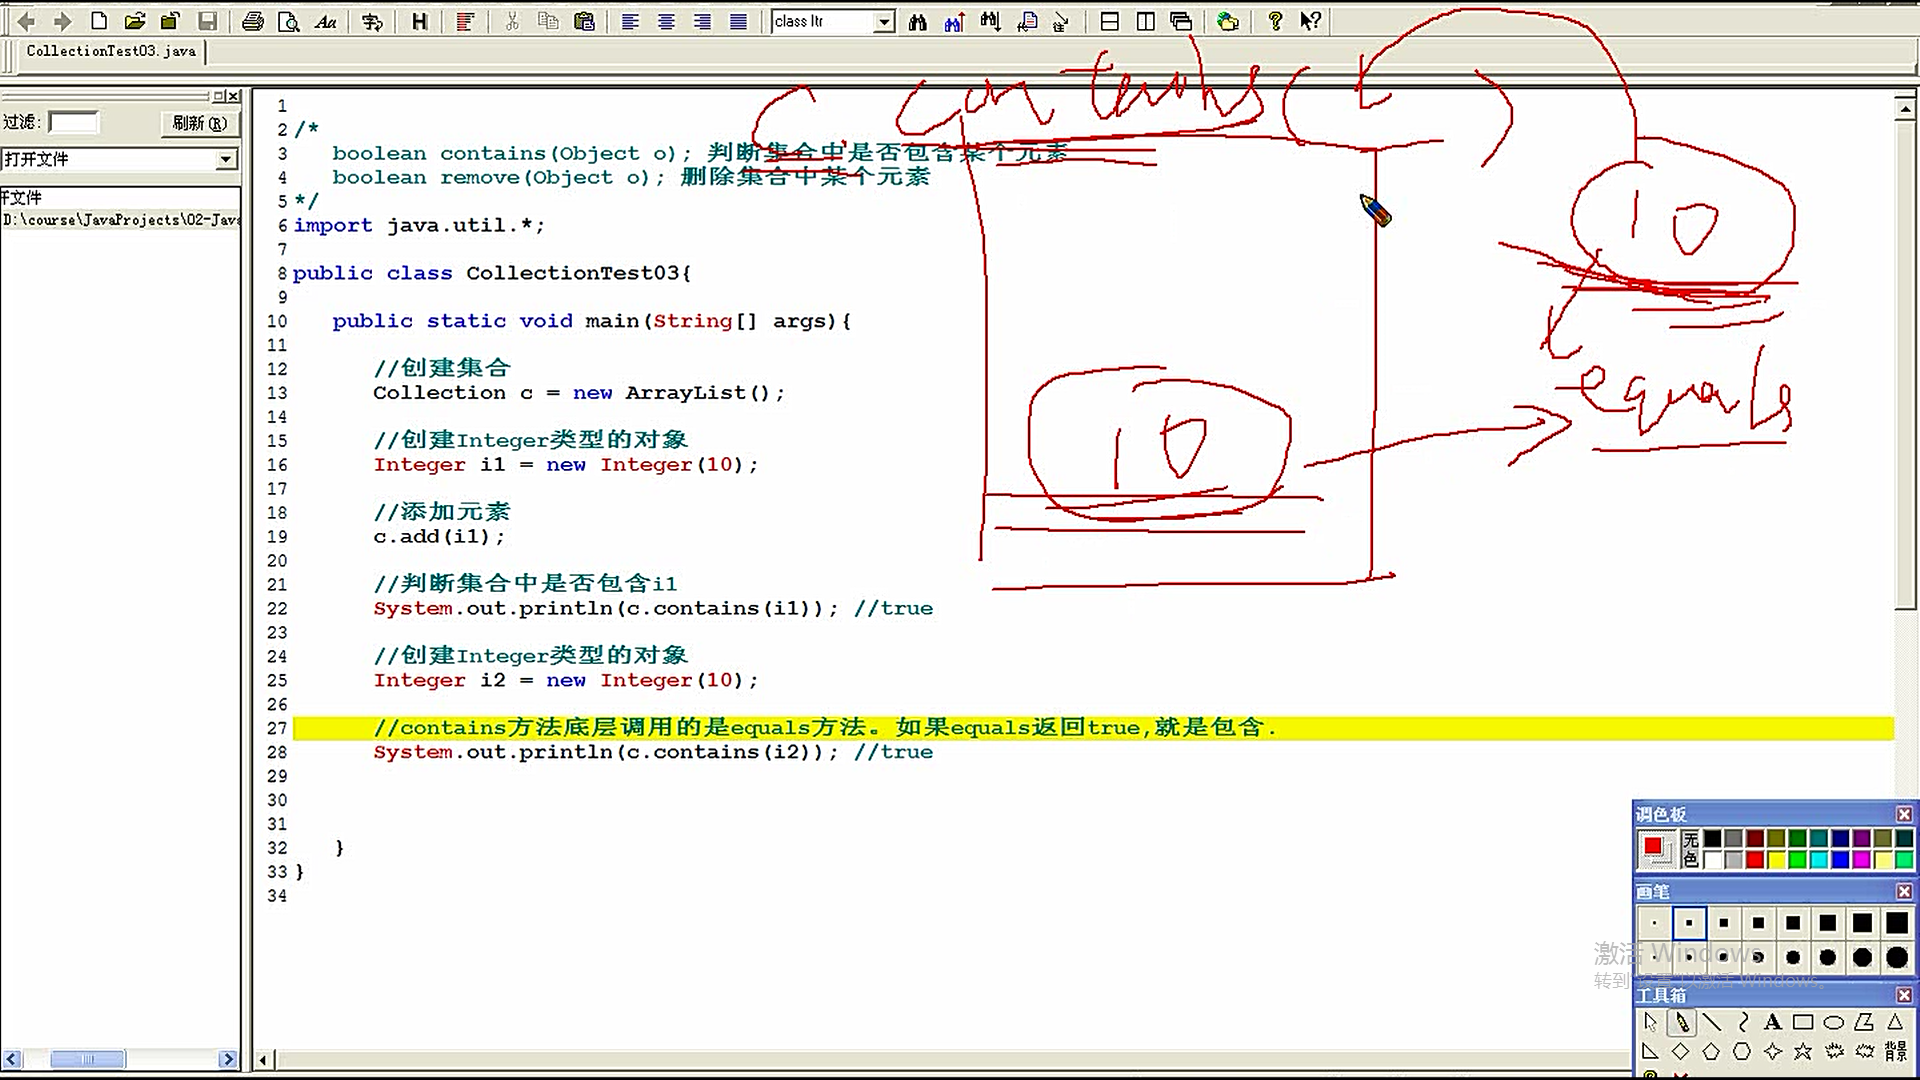 class ltr
CollectionTest03.java
过滤:
刷新(R)
打开文件
开文件
D:\course\JavaProjects\02-Java
c. contains(
10
10
equals
1
2 /*
3 boolean contains(Object o); 判断集合中是否包含某个元素
4 boolean remove(Object o); 删除集合中某个元素
5 */
6 import java.util.*;
7
8 public class CollectionTest03{
9
10 public static void main(String[] args){
11
12 //创建集合
13 Collection c = new ArrayList();
14
15 //创建Integer类型的对象
16 Integer i1 = new Integer(10);
17
18 //添加元素
19 c.add(i1);
20
21 //判断集合中是否包含i1
22 System.out.println(c.contains(i1)); //true
23
24 //创建Integer类型的对象
25 Integer i2 = new Integer(10);
26
27 //contains方法底层调用的是equals方法。如果equals返回true,就是包含.
28 System.out.println(c.contains(i2)); //true
29
30
31
32 }
33 }
34
调色板
无色
画笔
激活 Windows
转到"设置"以激活 Windows。
工具箱
A
背景